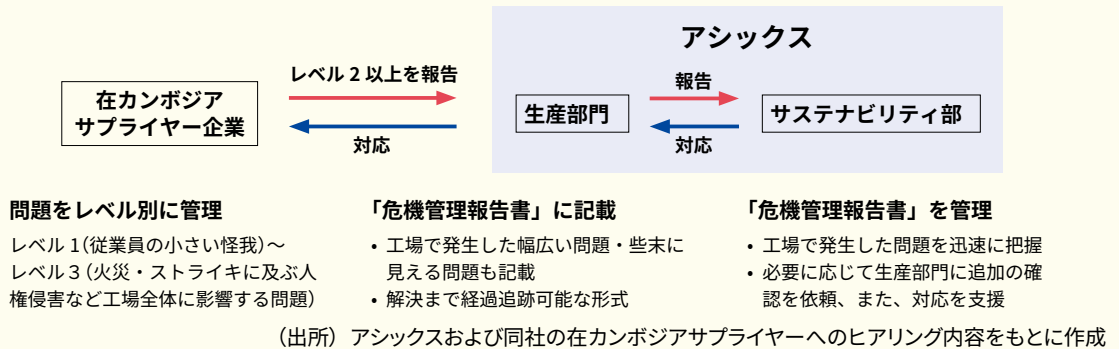 アシックス
レベル 2 以上を報告
報告
在カンボジア
サプライヤー企業
生産部門
サステナビリティ部
対応
対応
問題をレベル別に管理
レベル 1（従業員の小さい怪我）～
レベル 3（火災・ストライキに及ぶ人
権侵害など工場全体に影響する問題）
「危機管理報告書」に記載
• 工場で発生した幅広い問題・些末に
見える問題も記載
• 解決まで経過追跡可能な形式
「危機管理報告書」を管理
• 工場で発生した問題を迅速に把握
• 必要に応じて生産部門に追加の確
認を依頼、また、対応を支援
（出所）アシックスおよび同社の在カンボジアサプライヤーへのヒアリング内容をもとに作成